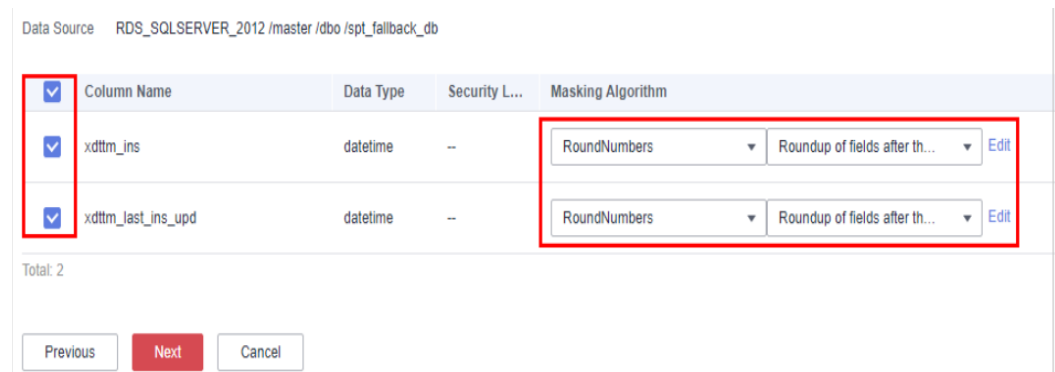 Data Source RDS_SQLSERVER_2012 /master /dbo /spt_fallback_db
Column Name Data Type Security L... Masking Algorithm
xdttm_ins datetime -- RoundNumbers Roundup of fields after th... Edit
xdttm_last_ins_upd datetime -- RoundNumbers Roundup of fields after th... Edit
Total: 2
Previous Next Cancel